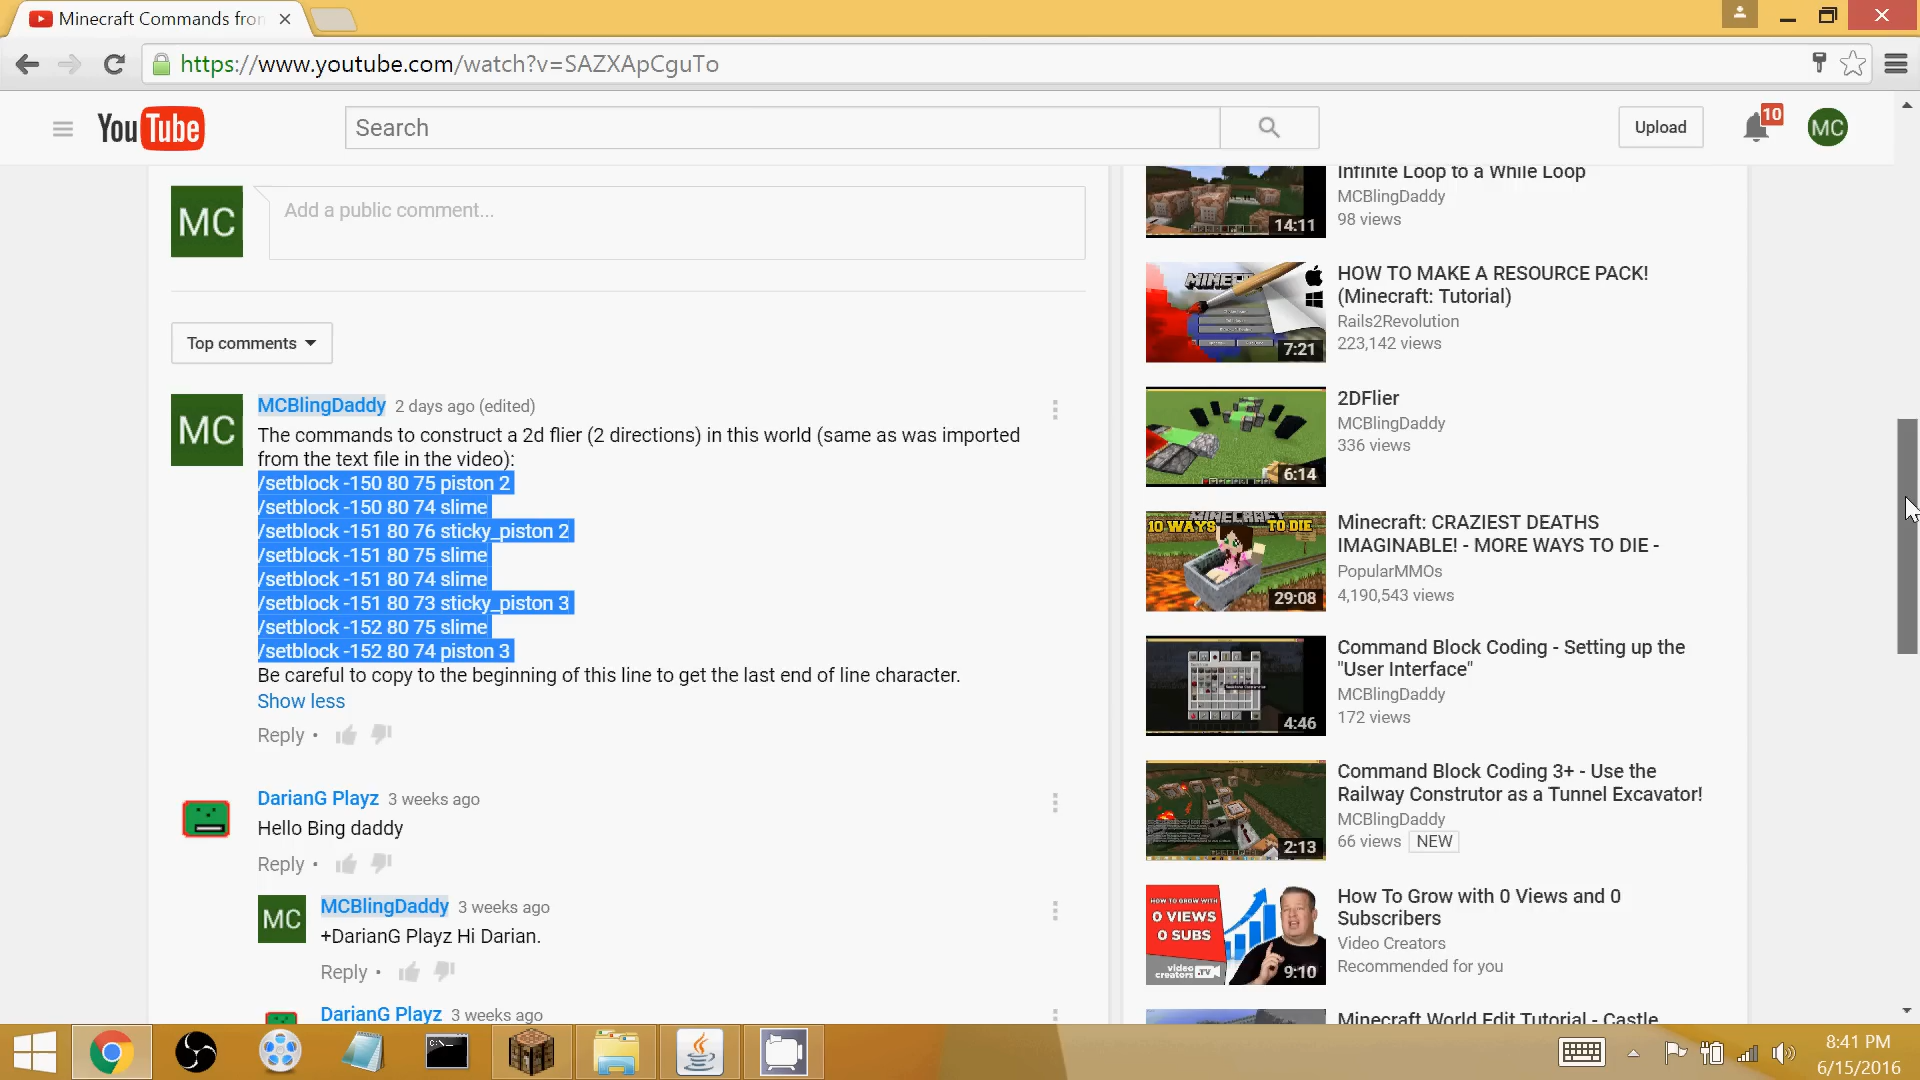 Minecraft Commands from
https://www.youtube.com/watch?v=SAZXApCguTo
YouTube
Search
Upload
10
MC
MC
Add a public comment...
Top comments
MC
MCBlingDaddy 2 days ago (edited)
The commands to construct a 2d flier (2 directions) in this world (same as was imported
from the text file in the video):
/setblock -150 80 75 piston 2
/setblock -150 80 74 slime
/setblock -151 80 76 sticky_piston 2
/setblock -151 80 75 slime
/setblock -151 80 74 slime
/setblock -151 80 73 sticky_piston 3
/setblock -152 80 75 slime
/setblock -152 80 74 piston 3
Be careful to copy to the beginning of this line to get the last end of line character.
Show less
Reply •
DarianG Playz 3 weeks ago
Hello Bing daddy
Reply •
MC
MCBlingDaddy 3 weeks ago
+DarianG Playz Hi Darian.
Reply •
DarianG Playz 3 weeks ago
14:11
Infinite Loop to a While Loop
MCBlingDaddy
98 views
7:21
HOW TO MAKE A RESOURCE PACK!
(Minecraft: Tutorial)
Rails2Revolution
223,142 views
6:14
2DFlier
MCBlingDaddy
336 views
MINECRAFT
10 WAYS TO DIE
29:08
Minecraft: CRAZIEST DEATHS
IMAGINABLE! - MORE WAYS TO DIE -
PopularMMOs
4,190,543 views
4:46
Command Block Coding - Setting up the
"User Interface"
MCBlingDaddy
172 views
2:13
Command Block Coding 3+ - Use the
Railway Construtor as a Tunnel Excavator!
MCBlingDaddy
66 views NEW
HOW TO GROW WITH
0 VIEWS
0 SUBS
video
creators.TV
9:10
How To Grow with 0 Views and 0
Subscribers
Video Creators
Recommended for you
Minecraft World Edit Tutorial - Castle
8:41 PM
6/15/2016